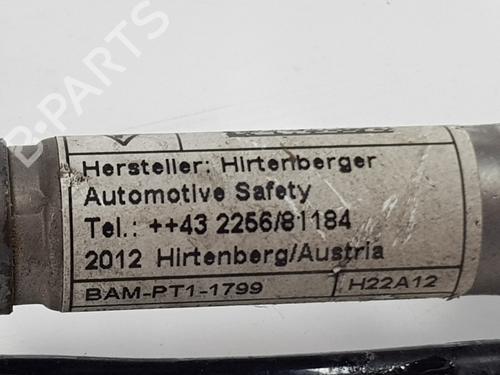 Hersteller: Hirtenberger
Automotive Safety
Tel.: ++43 2256/81184
2012 Hirtenberg/Austria
BAM-PT1-1799 H22A12
B-PARTS